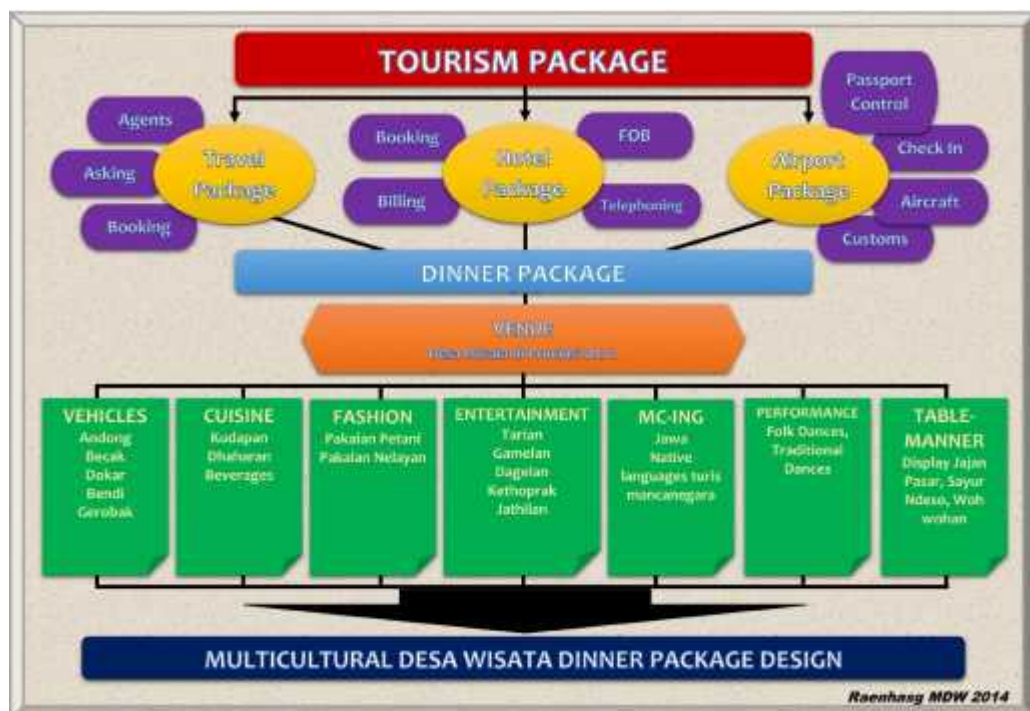 TOURISM PACKAGE
Agents
Asking
Booking
Travel
Package
Booking
Billing
Hotel
Package
FOB
Telephoning
Airport
Package
Passport
Control
Check In
Aircraft
Customs
DINNER PACKAGE
VENUE
VEHICLES
Andong
Becak
Dokar
Bendi
Gerobak
CUISINE
Kudapan
Dhaharan
Beverages
FASHION
Pakaian Petani
Pakaian Nelayan
ENTERTAINMENT
Tarian
Gamelan
Dagelan
Kethoprak
Jathilan
MC-ING
Jawa
Native
languages turis
mancanegara
PERFORMANCE
Folk Dances,
Traditional
Dances
TABLE-
MANNER
Display Jajan
Pasar, Sayur
Ndeso, Woh
wohan
MULTICULTURAL DESA WISATA DINNER PACKAGE DESIGN
Raenhasg MDW 2014